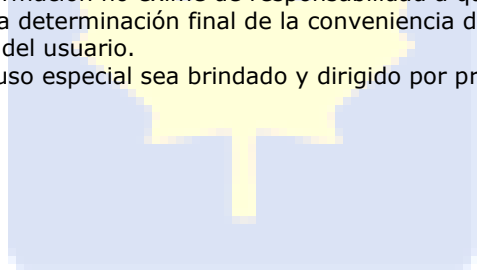 a determinación final de la conveniencia d
del usuario.
uso especial sea brindado y dirigido por pr